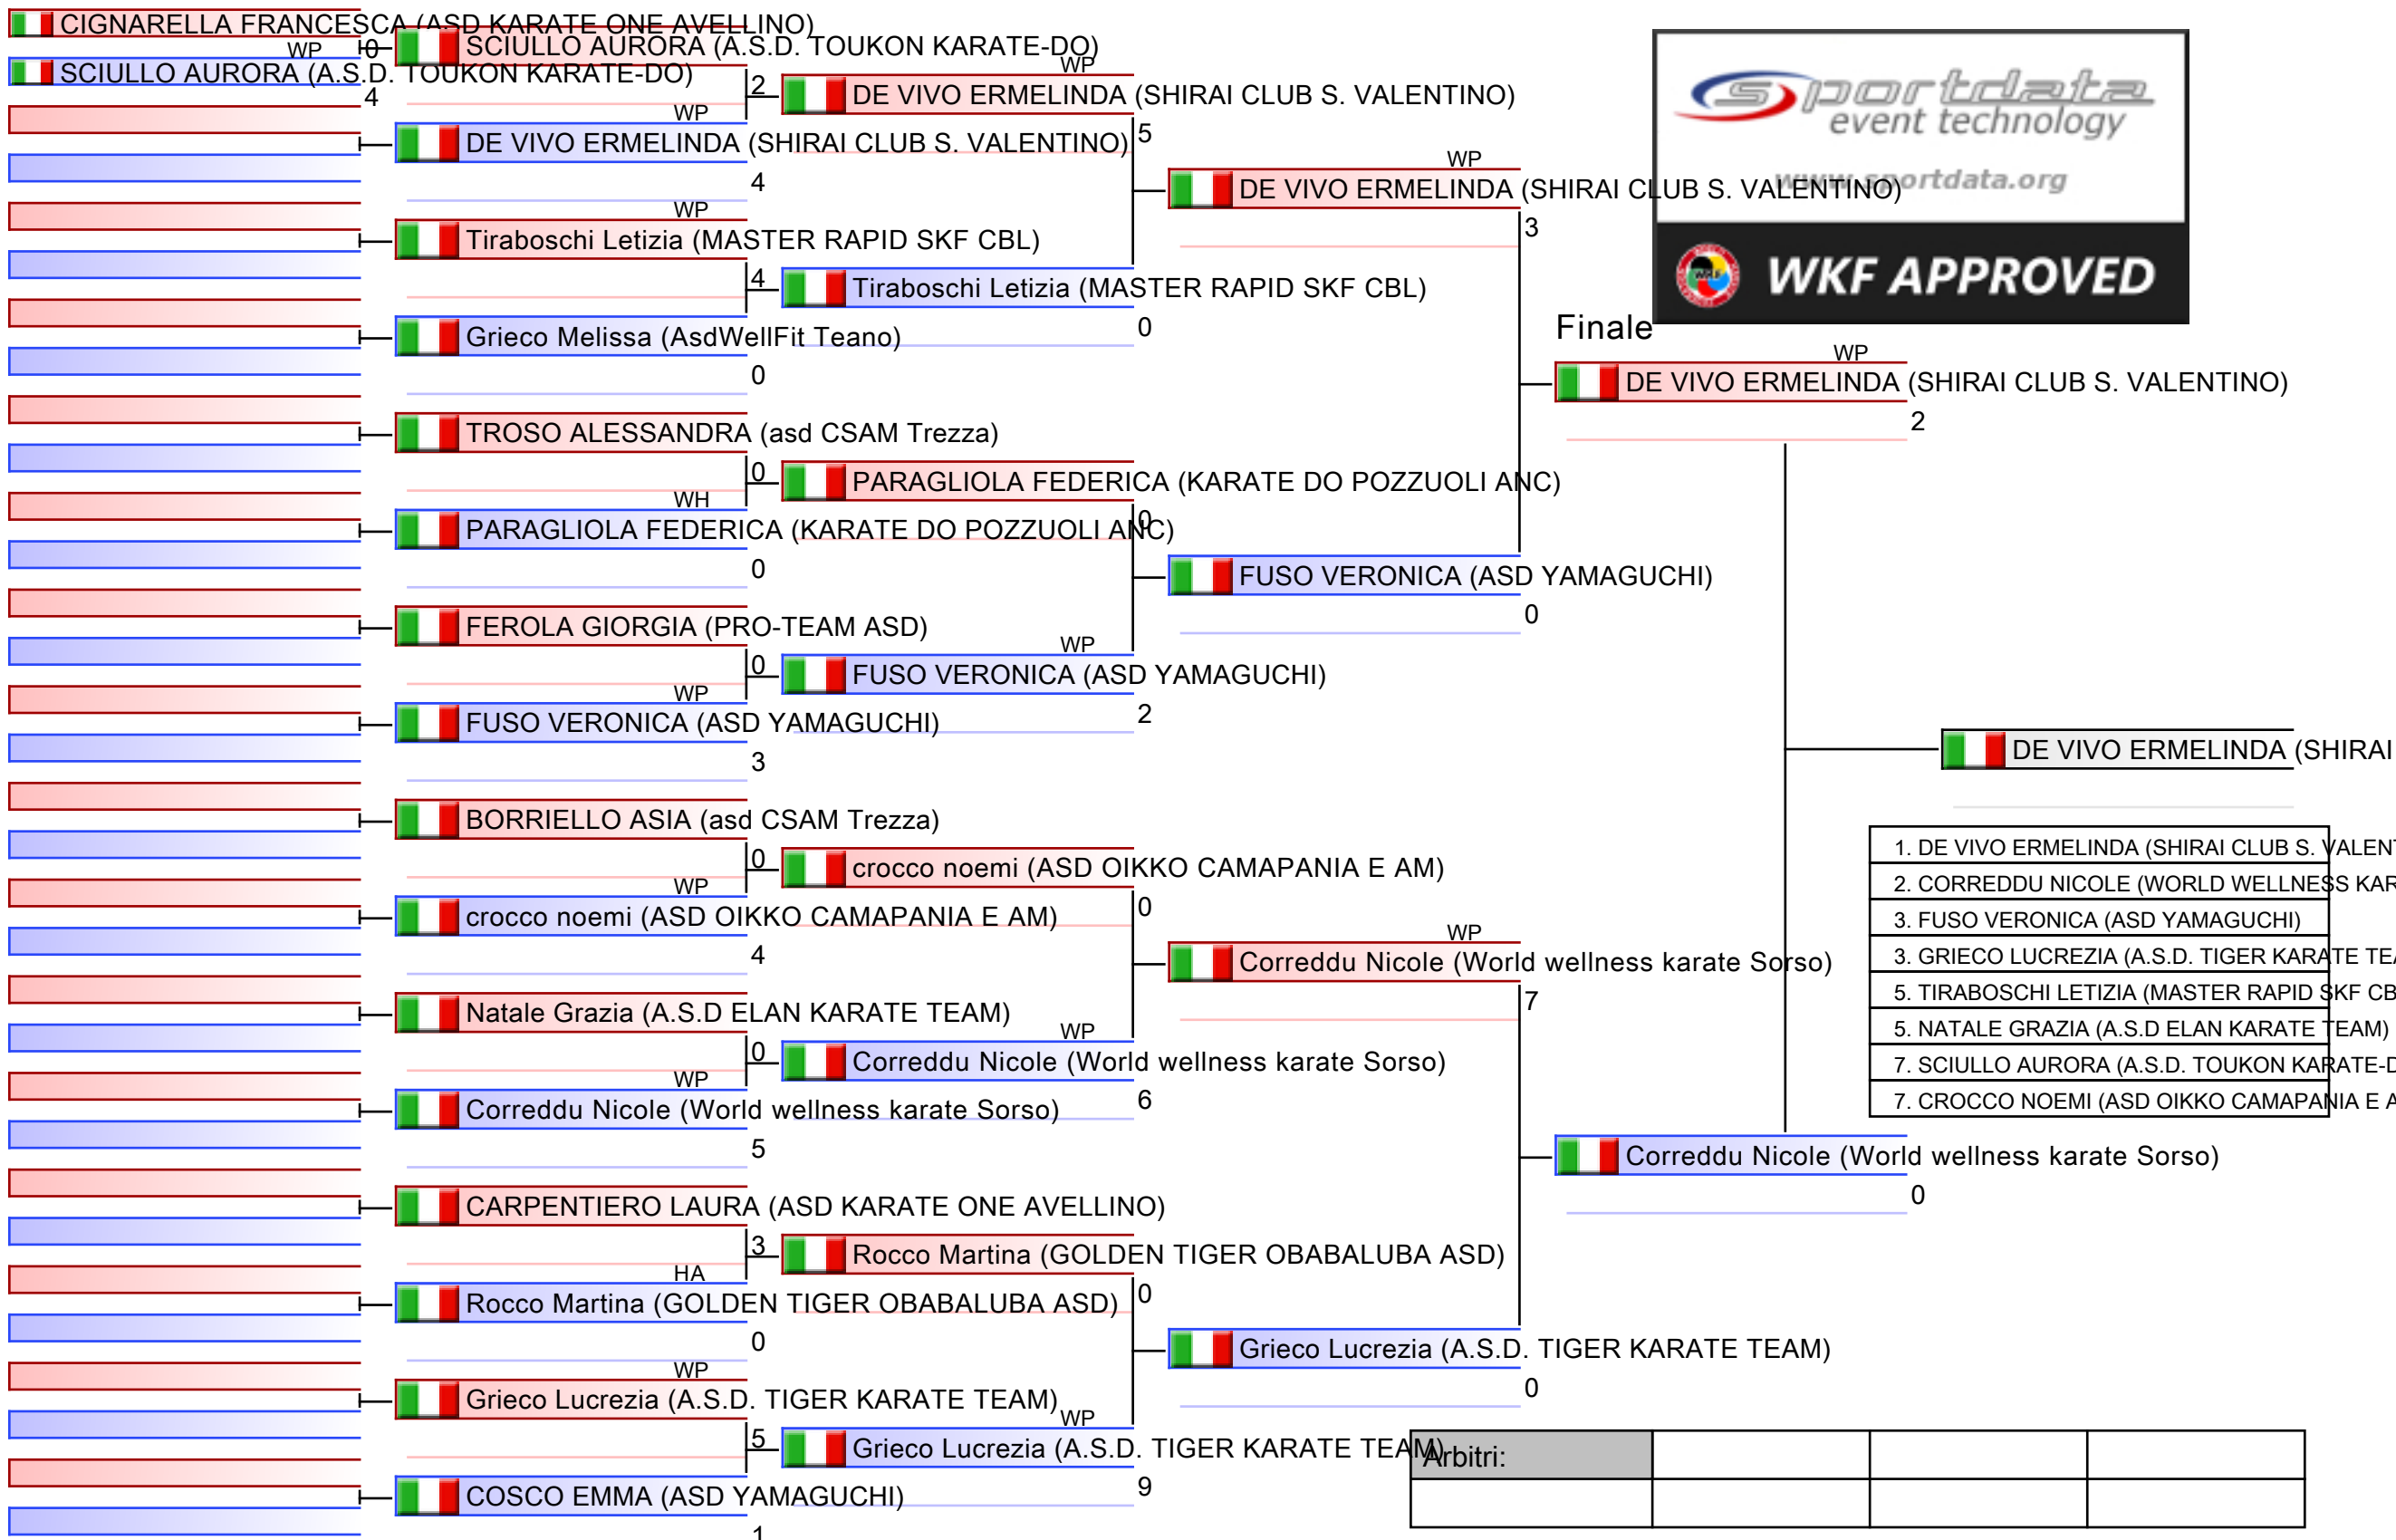 CIGNARELLA FRANCESCA (ASD KARATE ONE AVELLINO)
0
WP
SCIULLO AURORA (A.S.D. TOUKON KARATE-DO)
4
SCIULLO AURORA (A.S.D. TOUKON KARATE-DO)
2
WP
DE VIVO ERMELINDA (SHIRAI CLUB S. VALENTINO)
4
WP
Tiraboschi Letizia (MASTER RAPID SKF CBL)
4
Grieco Melissa (AsdWellFit Teano)
0
TROSO ALESSANDRA (asd CSAM Trezza)
0
WH
PARAGLIOLA FEDERICA (KARATE DO POZZUOLI ANC)
0
FEROLA GIORGIA (PRO-TEAM ASD)
0
WP
FUSO VERONICA (ASD YAMAGUCHI)
3
BORRIELLO ASIA (asd CSAM Trezza)
0
WP
crocco noemi (ASD OIKKO CAMAPANIA E AM)
4
Natale Grazia (A.S.D ELAN KARATE TEAM)
0
WP
Correddu Nicole (World wellness karate Sorso)
5
CARPENTIERO LAURA (ASD KARATE ONE AVELLINO)
3
HA
Rocco Martina (GOLDEN TIGER OBABALUBA ASD)
0
WP
Grieco Lucrezia (A.S.D. TIGER KARATE TEAM)
5
COSCO EMMA (ASD YAMAGUCHI)
1
WP
DE VIVO ERMELINDA (SHIRAI CLUB S. VALENTINO)
5
Tiraboschi Letizia (MASTER RAPID SKF CBL)
0
PARAGLIOLA FEDERICA (KARATE DO POZZUOLI ANC)
0
WP
FUSO VERONICA (ASD YAMAGUCHI)
2
crocco noemi (ASD OIKKO CAMAPANIA E AM)
0
WP
Correddu Nicole (World wellness karate Sorso)
6
Rocco Martina (GOLDEN TIGER OBABALUBA ASD)
0
WP
Grieco Lucrezia (A.S.D. TIGER KARATE TEAM)
9
WP
DE VIVO ERMELINDA (SHIRAI CLUB S. VALENTINO)
3
FUSO VERONICA (ASD YAMAGUCHI)
0
WP
Correddu Nicole (World wellness karate Sorso)
7
Grieco Lucrezia (A.S.D. TIGER KARATE TEAM)
0
sportdata
event technology
www.sportdata.org
WKF
WKF APPROVED
Finale
WP
DE VIVO ERMELINDA (SHIRAI CLUB S. VALENTINO)
2
Correddu Nicole (World wellness karate Sorso)
0
DE VIVO ERMELINDA (SHIRAI
1. DE VIVO ERMELINDA (SHIRAI CLUB S. VALENT
2. CORREDDU NICOLE (WORLD WELLNESS KAR
3. FUSO VERONICA (ASD YAMAGUCHI)
3. GRIECO LUCREZIA (A.S.D. TIGER KARATE TEA
5. TIRABOSCHI LETIZIA (MASTER RAPID SKF CB
5. NATALE GRAZIA (A.S.D ELAN KARATE TEAM)
7. SCIULLO AURORA (A.S.D. TOUKON KARATE-D
7. CROCCO NOEMI (ASD OIKKO CAMAPANIA E A
Arbitri: